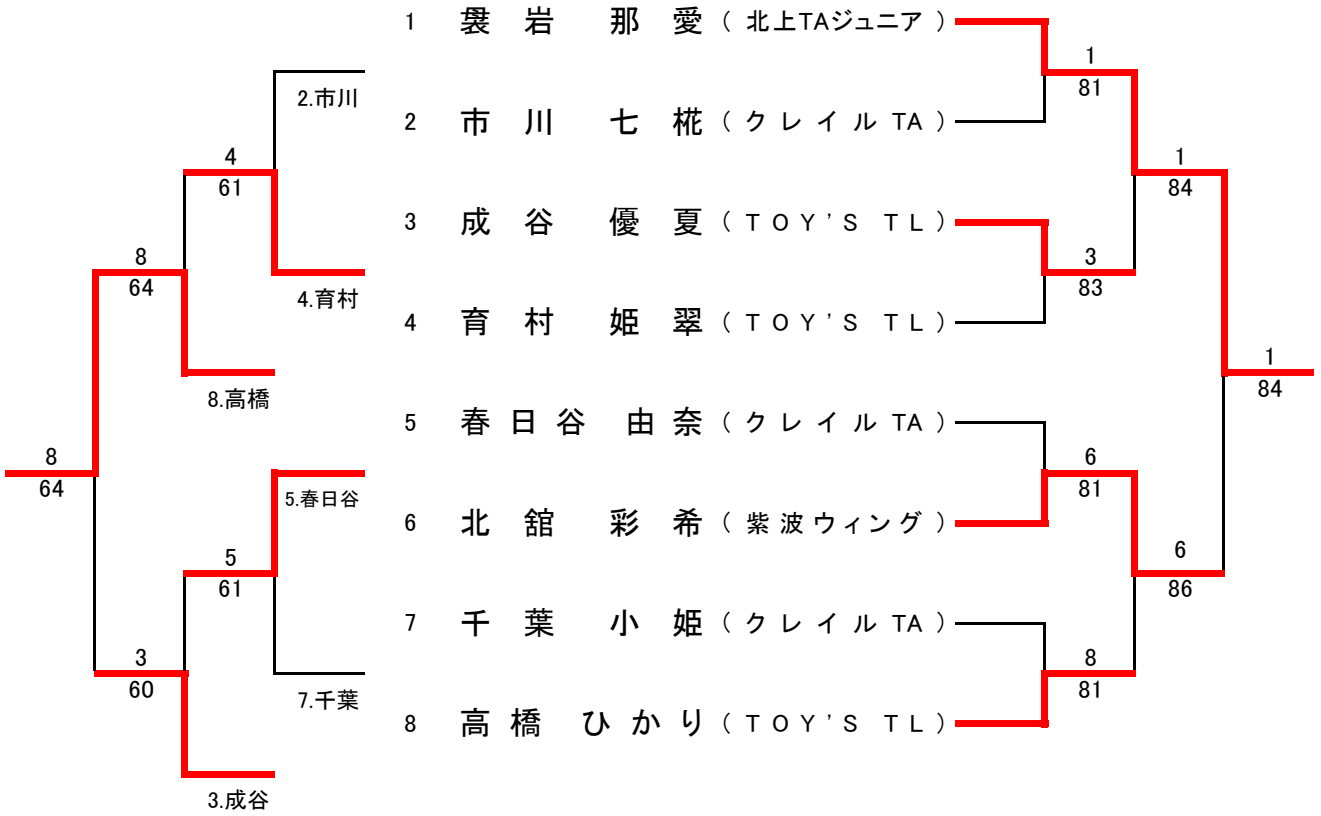 1 袰岩 那愛 (北上TAジュニア)
1
81
2.市川
2 市川 七椛 (クレイルTA)
4
61
1
84
3 成谷 優夏 (TOY'S TL)
8
64
3
83
4.育村
4 育村 姫翠 (TOY'S TL)
1
84
8.高橋
5 春日谷 由奈 (クレイルTA)
8
64
6
81
5.春日谷
6 北舘 彩希 (紫波ウィング)
5
61
6
86
7 千葉 小姫 (クレイルTA)
3
60
8
81
7.千葉
8 高橋 ひかり (TOY'S TL)
3.成谷